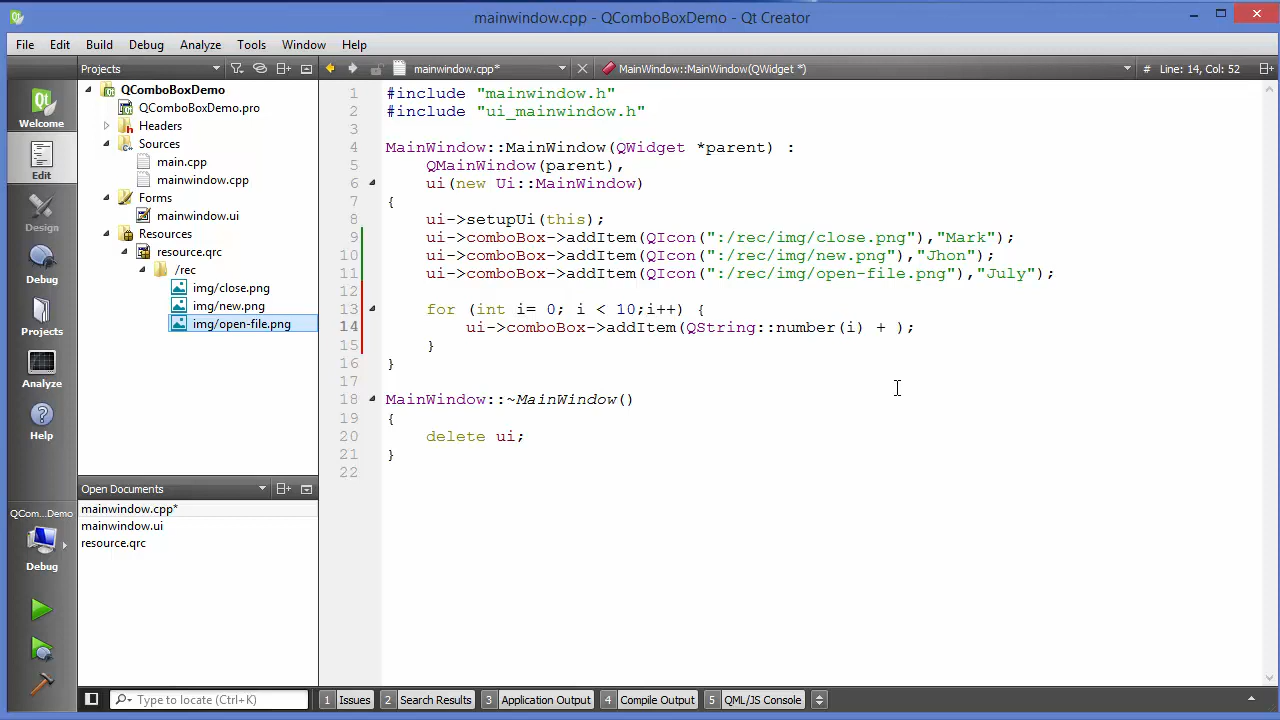 mainwindow.cpp - QComboBoxDemo - Qt Creator
File Edit Build Debug Analyze Tools Window Help
Projects
mainwindow.cpp*
MainWindow::MainWindow(QWidget *)
# Line: 14, Col: 52
Welcome
Edit
Design
Debug
Projects
Analyze
Help
QCom...Demo
Debug
QComboBoxDemo
QComboBoxDemo.pro
Headers
Sources
main.cpp
mainwindow.cpp
Forms
mainwindow.ui
Resources
resource.qrc
/rec
img/close.png
img/new.png
img/open-file.png
Open Documents
mainwindow.cpp*
mainwindow.ui
resource.qrc
1 #include "mainwindow.h"
2 #include "ui_mainwindow.h"
3
4 MainWindow::MainWindow(QWidget *parent) :
5 QMainWindow(parent),
6 ui(new Ui::MainWindow)
7 {
8 ui->setupUi(this);
9 ui->comboBox->addItem(QIcon(":/rec/img/close.png"),"Mark");
10 ui->comboBox->addItem(QIcon(":/rec/img/new.png"),"Jhon");
11 ui->comboBox->addItem(QIcon(":/rec/img/open-file.png"),"July");
12
13 for (int i= 0; i < 10;i++) {
14 ui->comboBox->addItem(QString::number(i) + );
15 }
16 }
17
18 MainWindow::~MainWindow()
19 {
20 delete ui;
21 }
22
Type to locate (Ctrl+K)
1 Issues 2 Search Results 3 Application Output 4 Compile Output 5 QML/JS Console